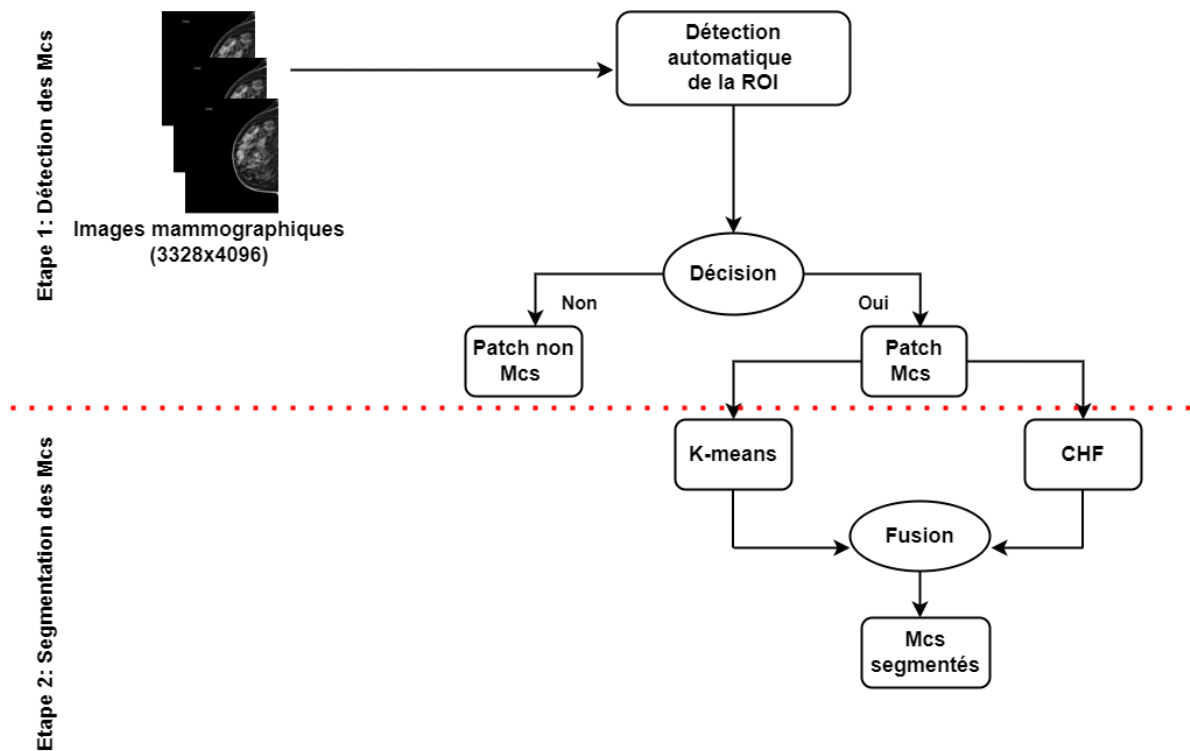 Etape 1: Détection des Mcs
Images mammographiques
(3328x4096)
Détection
automatique
de la ROI
Décision
Non
Oui
Patch non
Mcs
Patch
Mcs
Etape 2: Segmentation des Mcs
K-means
CHF
Fusion
Mcs
segmentés